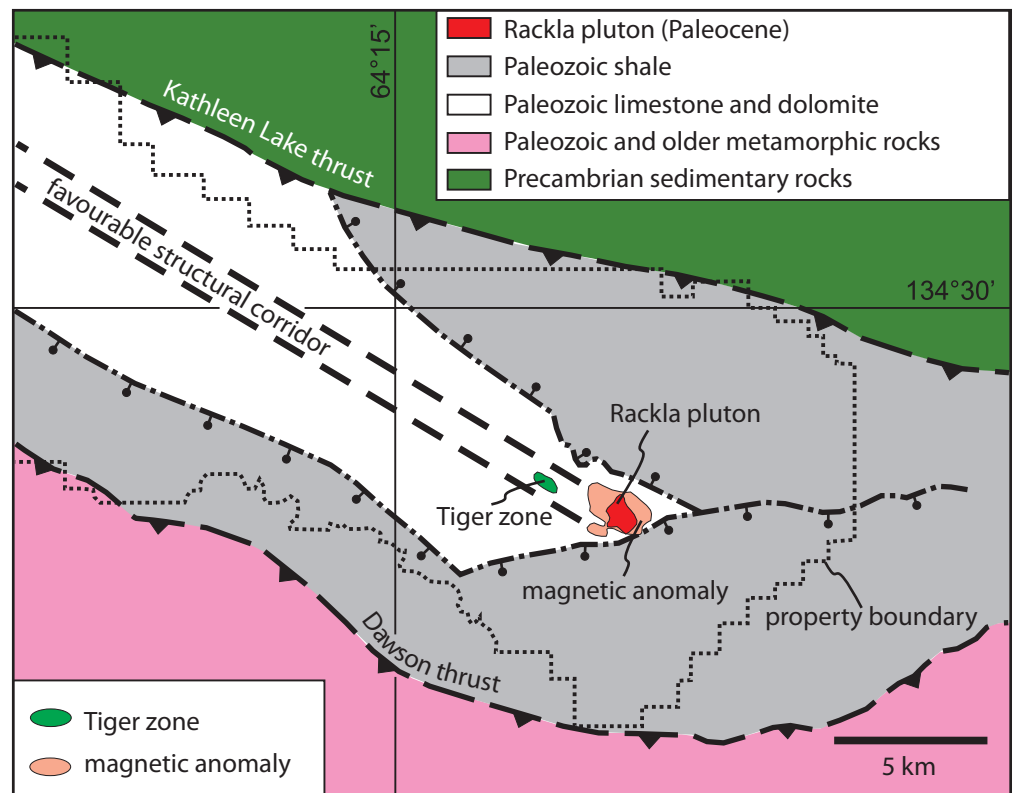 Rackla pluton (Paleocene)
Paleozoic shale
Paleozoic limestone and dolomite
Paleozoic and older metamorphic rocks
Precambrian sedimentary rocks
64°15’
Kathleen Lake thrust
favourable structural corridor
134°30’
Rackla pluton
Tiger zone
magnetic anomaly
property boundary
Dawson thrust
Tiger zone
magnetic anomaly
5 km